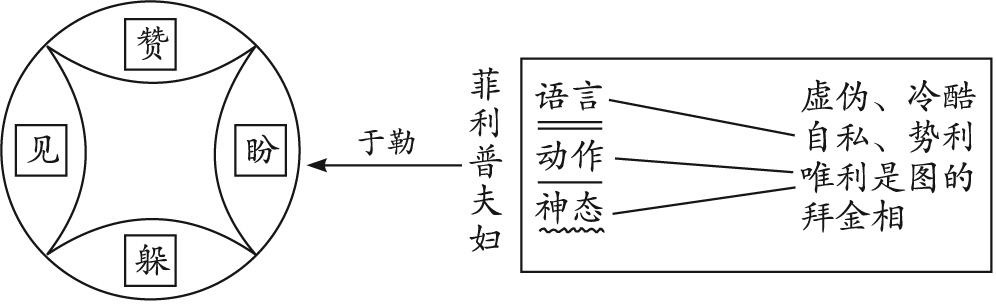 赞
见
盼
躲
于勒
菲利普夫妇
语言
动作
神态
虚伪、冷酷
自私、势利
唯利是图的
拜金相